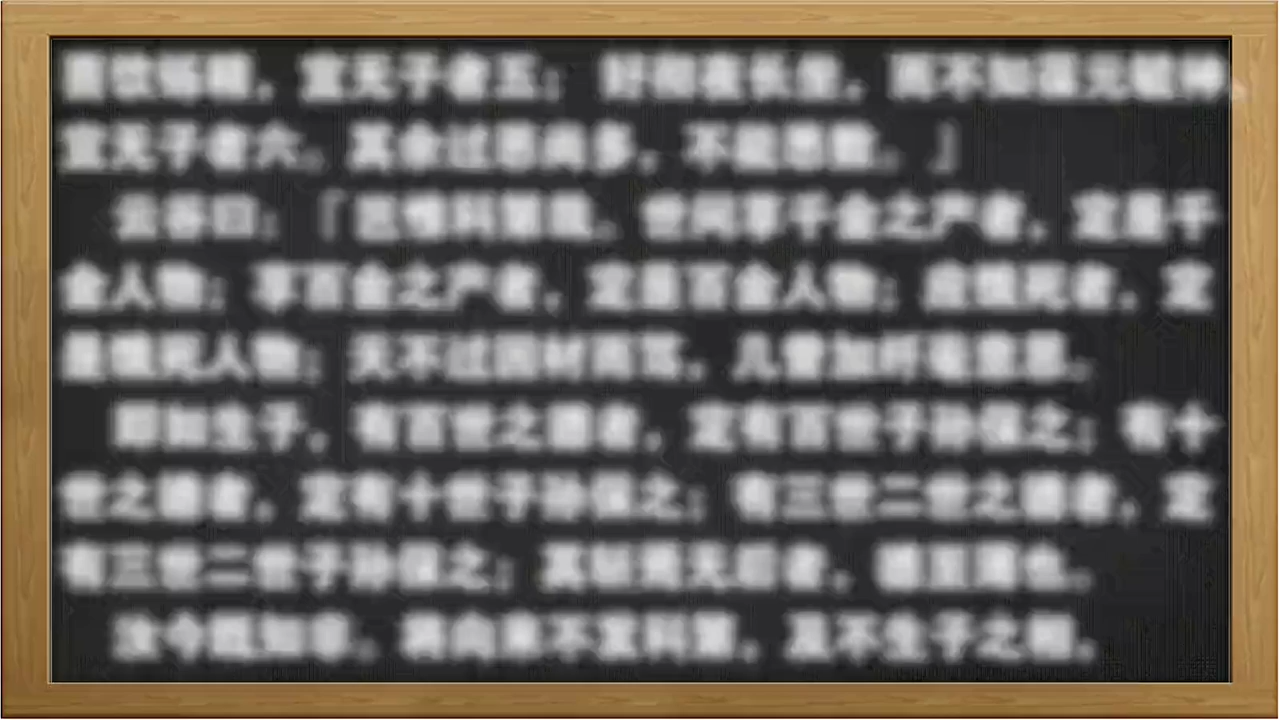 宜无子者五；好彻夜长坐，而不知葆元毓神
宜无子者六。其余过恶尚多，不能悉数。」
云谷曰：「岂惟科第哉。世间享千金之产者，定是千
金人物；享百金之产者，定是百金人物；应饿死者，定
是饿死人物；天不过因材而笃，几曾加纤毫意思。
即如生子，有百世之德者，定有百世子孙保之；有十
世之德者，定有十世子孙保之；有三世二世之德者，定
有三世二世子孙保之；其斩焉无后者，德至薄也。
汝今既知非，将向来不发科第，及不生子之相，